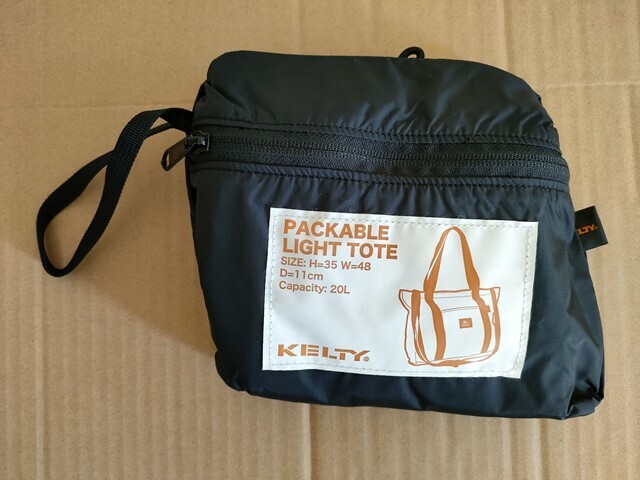 PACKABLE
LIGHT TOTE
SIZE: H=35 W=48
D=11cm
Capacity: 20L
KELTY®